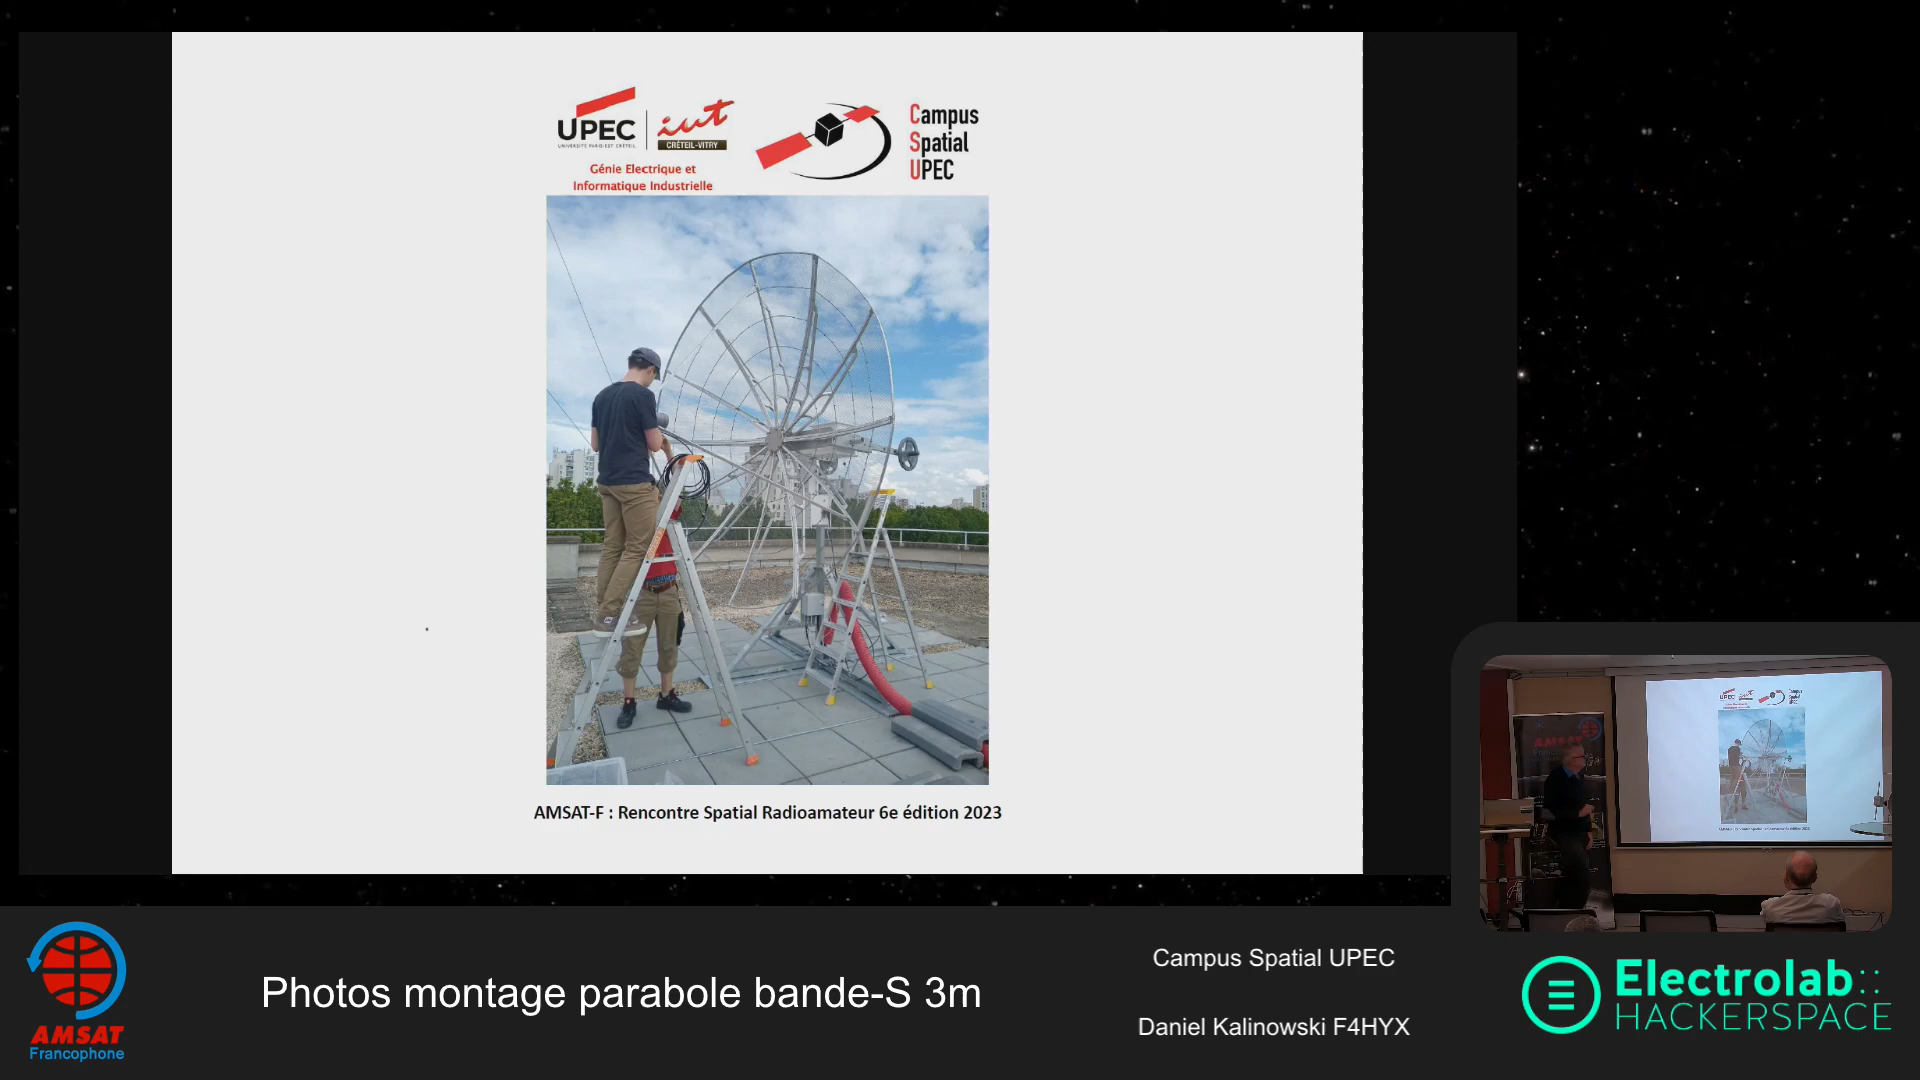 UPEC
UNIVERSITÉ PARIS-EST CRÉTEIL
iut
CRÉTEIL-VITRY
Génie Electrique et
Informatique Industrielle
Campus
Spatial
UPEC
AMSAT-F : Rencontre Spatial Radioamateur 6e édition 2023
AMSAT
Francophone
Photos montage parabole bande-S 3m
Campus Spatial UPEC
Daniel Kalinowski F4HYX
Electrolab
HACKERSPACE